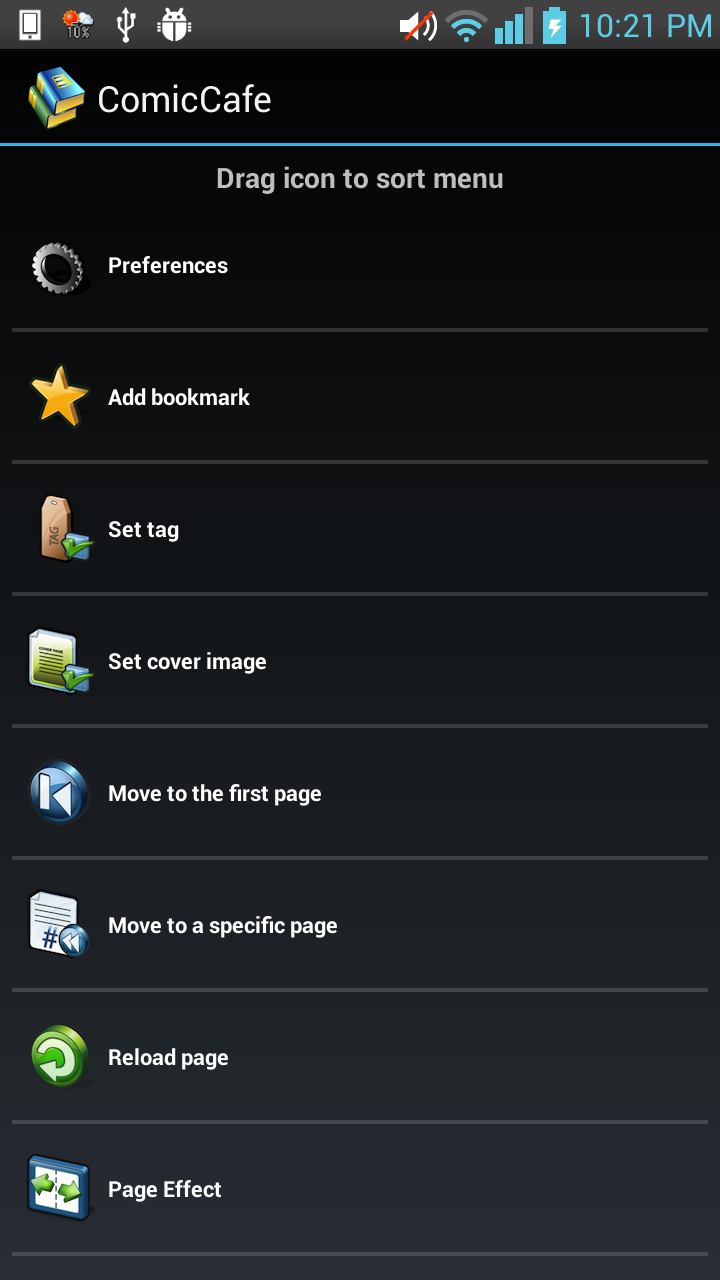 10%
10:21 PM
ComicCafe
Drag icon to sort menu
Preferences
Add bookmark
TAG
Set tag
COVER PAGE
Set cover image
Move to the first page
#
Move to a specific page
Reload page
Page Effect